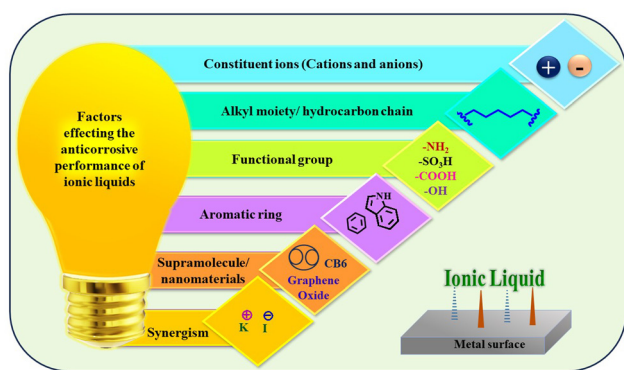 Factors
effecting the
anticorrosive
performance of
ionic liquids
Constituent ions (Cations and anions)
+ -
Alkyl moiety/ hydrocarbon chain
Functional group
-NH₂
-SO₃H
-COOH
-OH
Aromatic ring
NH
Supramolecule/
nanomaterials
CB6
Graphene
Oxide
Synergism
⊕ ⊖
K I
Ionic Liquid
Metal surface